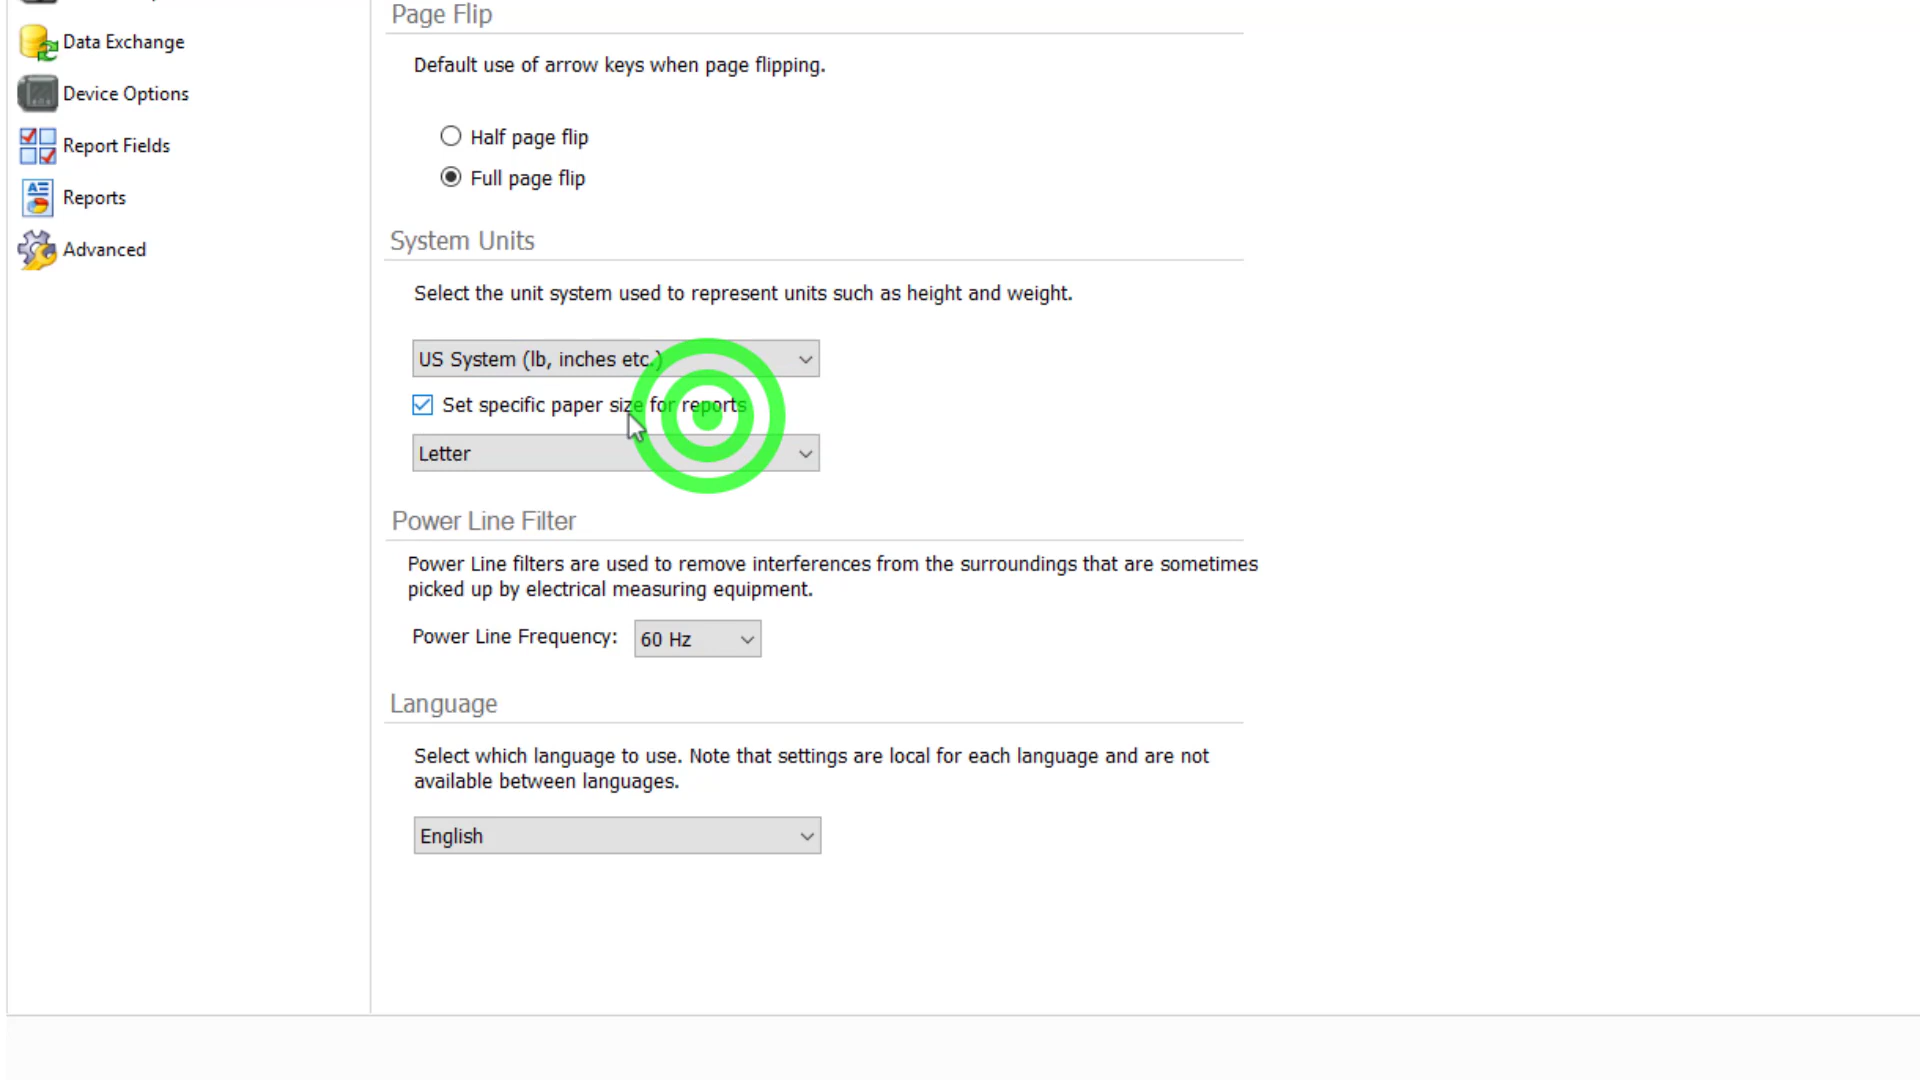 Data Exchange
Device Options
Report Fields
Reports
Advanced
Page Flip
Default use of arrow keys when page flipping.
Half page flip
Full page flip
System Units
Select the unit system used to represent units such as height and weight.
US System (lb, inches etc.)
Set specific paper size for reports
Letter
Power Line Filter
Power Line filters are used to remove interferences from the surroundings that are sometimes
picked up by electrical measuring equipment.
Power Line Frequency: 60 Hz
Language
Select which language to use. Note that settings are local for each language and are not
available between languages.
English